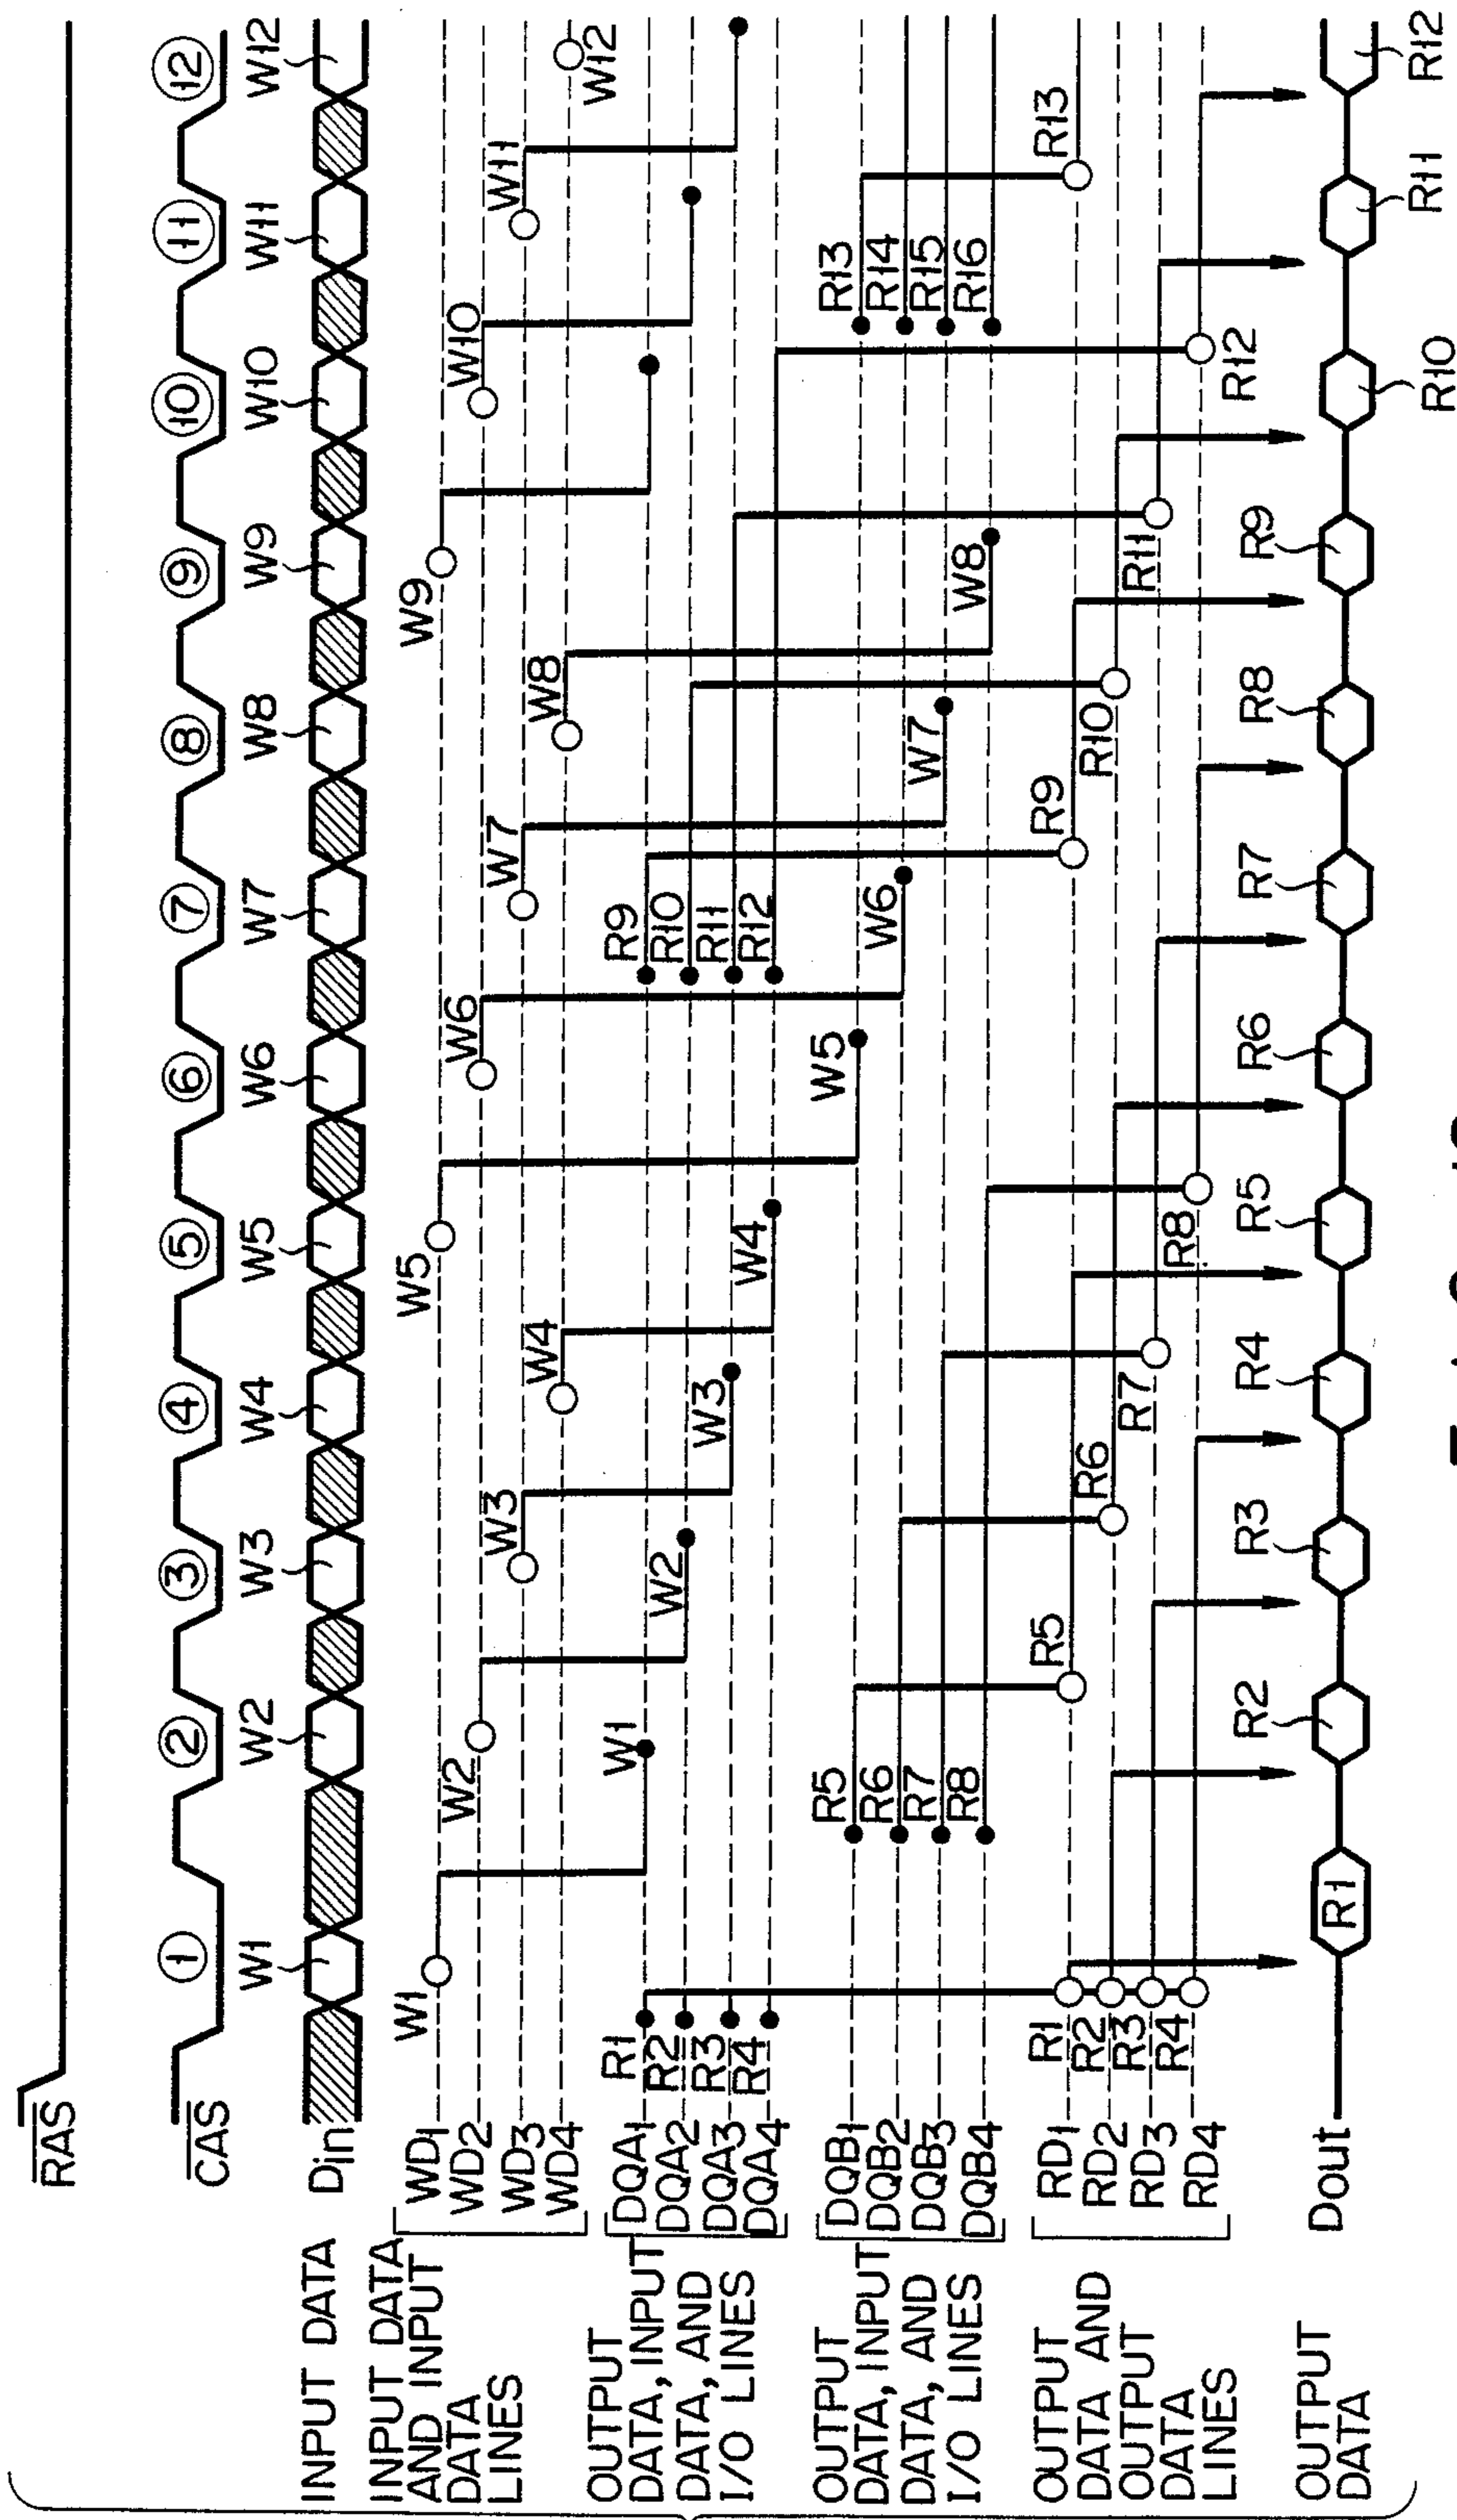 RAS
CAS
① ② ③ ④ ⑤ ⑥ ⑦ ⑧ ⑨ ⑩ ⑪ ⑫
INPUT DATA Din
W1 W2 W3 W4 W5 W6 W7 W8 W9 W10 W11 W12
INPUT DATA
AND INPUT
DATA
LINES
WD1
WD2
WD3
WD4
W1 W2 W3 W4 W5 W6 W7 W8 W9 W10 W11 W12
OUTPUT
DATA, INPUT
DATA, AND
I/O LINES
DQA1
DQA2
DQA3
DQA4
R1
R2
R3
R4
W1 W2 W3 W4
R9
R10
R11
R12
OUTPUT
DATA, INPUT
DATA, AND
I/O LINES
DQB1
DQB2
DQB3
DQB4
R5
R6
R7
R8
W5 W6 W7 W8
R13
R14
R15
R16
OUTPUT
DATA AND
OUTPUT
DATA
LINES
RD1
RD2
RD3
RD4
R1
R2
R3
R4
R5 R6 R7 R8 R9 R10 R11 R12 R13
OUTPUT
DATA
Dout
R1 R2 R3 R4 R5 R6 R7 R8 R9 R10 R11 R12